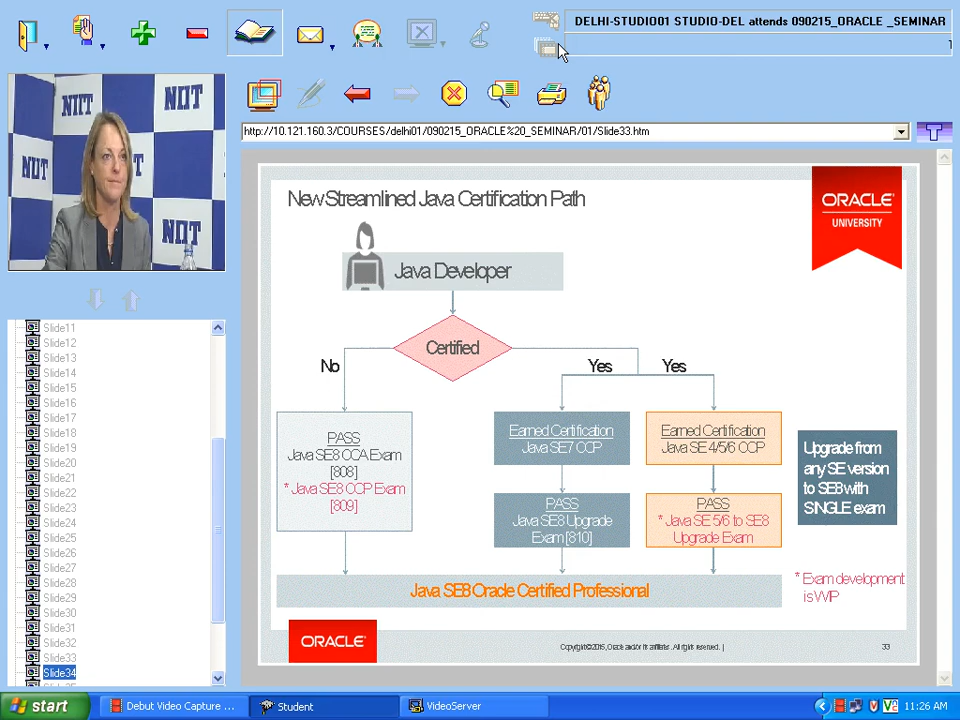 DELHI-STUDIO01 STUDIO-DEL attends 090215_ORACLE _SEMINAR
1
http://10.121.160.3/COURSES/delhi01/090215_ORACLE%20_SEMINAR/01/Slide33.htm
T
NIIT
NIIT
NIIT
NIIT
New Streamlined Java Certification Path
ORACLE
UNIVERSITY
Java Developer
Certified
No
Yes
Yes
PASS
Java SE8 OCA Exam
[808]
* Java SE8 OCP Exam
[809]
Earned Certification
Java SE7 OCP
Earned Certification
Java SE 4/5/6 OCP
Upgrade from
any SE version
to SE8 with
SINGLE exam
PASS
Java SE8 Upgrade
Exam [810]
PASS
* Java SE 5/6 to SE8
Upgrade Exam
Java SE8 Oracle Certified Professional
* Exam development
is WIP
ORACLE
Copyright © 2015, Oracle and/or its affiliates. All rights reserved. |
33
Slide11
Slide12
Slide13
Slide14
Slide15
Slide16
Slide17
Slide18
Slide19
Slide20
Slide21
Slide22
Slide23
Slide24
Slide25
Slide26
Slide27
Slide28
Slide29
Slide30
Slide31
Slide32
Slide33
Slide34
start
Debut Video Capture ...
Student
VideoServer
11:26 AM